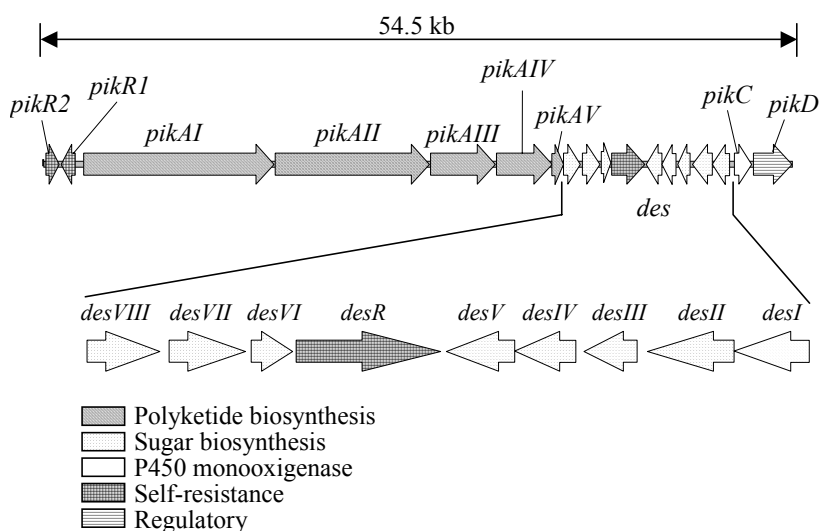 54.5 kb
pikR2
pikR1
pikAI
pikAII
pikAIII
pikAIV
pikAV
pikC
pikD
des
desVIII desVII desVI desR desV desIV desIII desII desI
Polyketide biosynthesis
Sugar biosynthesis
P450 monooxigenase
Self-resistance
Regulatory